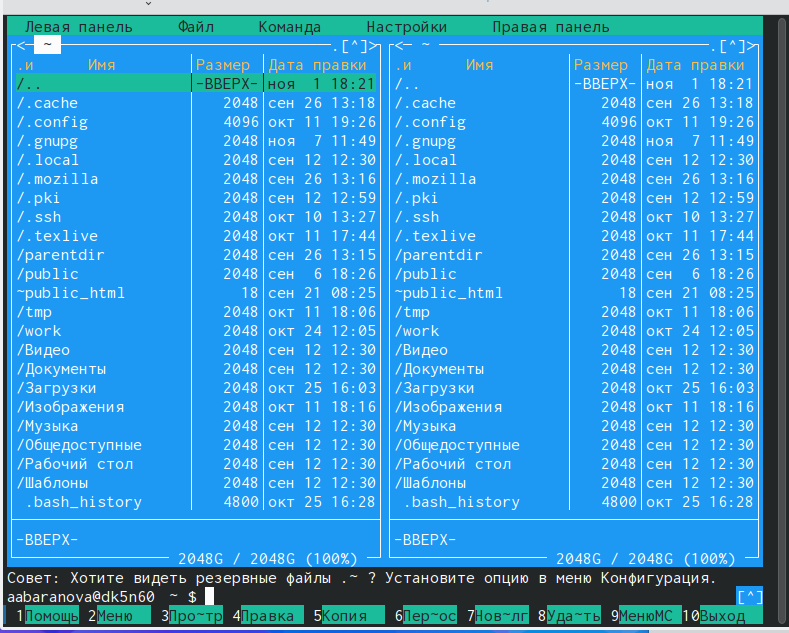 Левая панель Файл Команда Настройки Правая панель
<─ ~ .[^]> <─ ~ .[^]>
.и Имя Размер Дата правки .и Имя Размер Дата правки
/.. -ВВЕРХ- ноя 1 18:21 /.. -ВВЕРХ- ноя 1 18:21
/.cache 2048 сен 26 13:18 /.cache 2048 сен 26 13:18
/.config 4096 окт 11 19:26 /.config 4096 окт 11 19:26
/.gnupg 2048 ноя 7 11:49 /.gnupg 2048 ноя 7 11:49
/.local 2048 сен 12 12:30 /.local 2048 сен 12 12:30
/.mozilla 2048 сен 26 13:16 /.mozilla 2048 сен 26 13:16
/.pki 2048 сен 12 12:59 /.pki 2048 сен 12 12:59
/.ssh 2048 окт 10 13:27 /.ssh 2048 окт 10 13:27
/.texlive 2048 окт 11 17:44 /.texlive 2048 окт 11 17:44
/parentdir 2048 сен 26 13:15 /parentdir 2048 сен 26 13:15
/public 2048 сен 6 18:26 /public 2048 сен 6 18:26
~public_html 18 сен 21 08:25 ~public_html 18 сен 21 08:25
/tmp 2048 окт 11 18:06 /tmp 2048 окт 11 18:06
/work 2048 окт 24 12:05 /work 2048 окт 24 12:05
/Видео 2048 сен 12 12:30 /Видео 2048 сен 12 12:30
/Документы 2048 сен 12 12:30 /Документы 2048 сен 12 12:30
/Загрузки 2048 окт 25 16:03 /Загрузки 2048 окт 25 16:03
/Изображения 2048 окт 11 18:16 /Изображения 2048 окт 11 18:16
/Музыка 2048 сен 12 12:30 /Музыка 2048 сен 12 12:30
/Общедоступные 2048 сен 12 12:30 /Общедоступные 2048 сен 12 12:30
/Рабочий стол 2048 сен 12 12:30 /Рабочий стол 2048 сен 12 12:30
/Шаблоны 2048 сен 12 12:30 /Шаблоны 2048 сен 12 12:30
.bash_history 4800 окт 25 16:28 .bash_history 4800 окт 25 16:28
-ВВЕРХ- -ВВЕРХ-
2048G / 2048G (100%) 2048G / 2048G (100%)
Совет: Хотите видеть резервные файлы .~ ? Установите опцию в меню Конфигурация.
aabaranova@dk5n60 ~ $ [^]
1Помощь 2Меню 3Про~тр 4Правка 5Копия 6Пер~ос 7Нов~лг 8Уда~ть 9МенюМС 10Выход